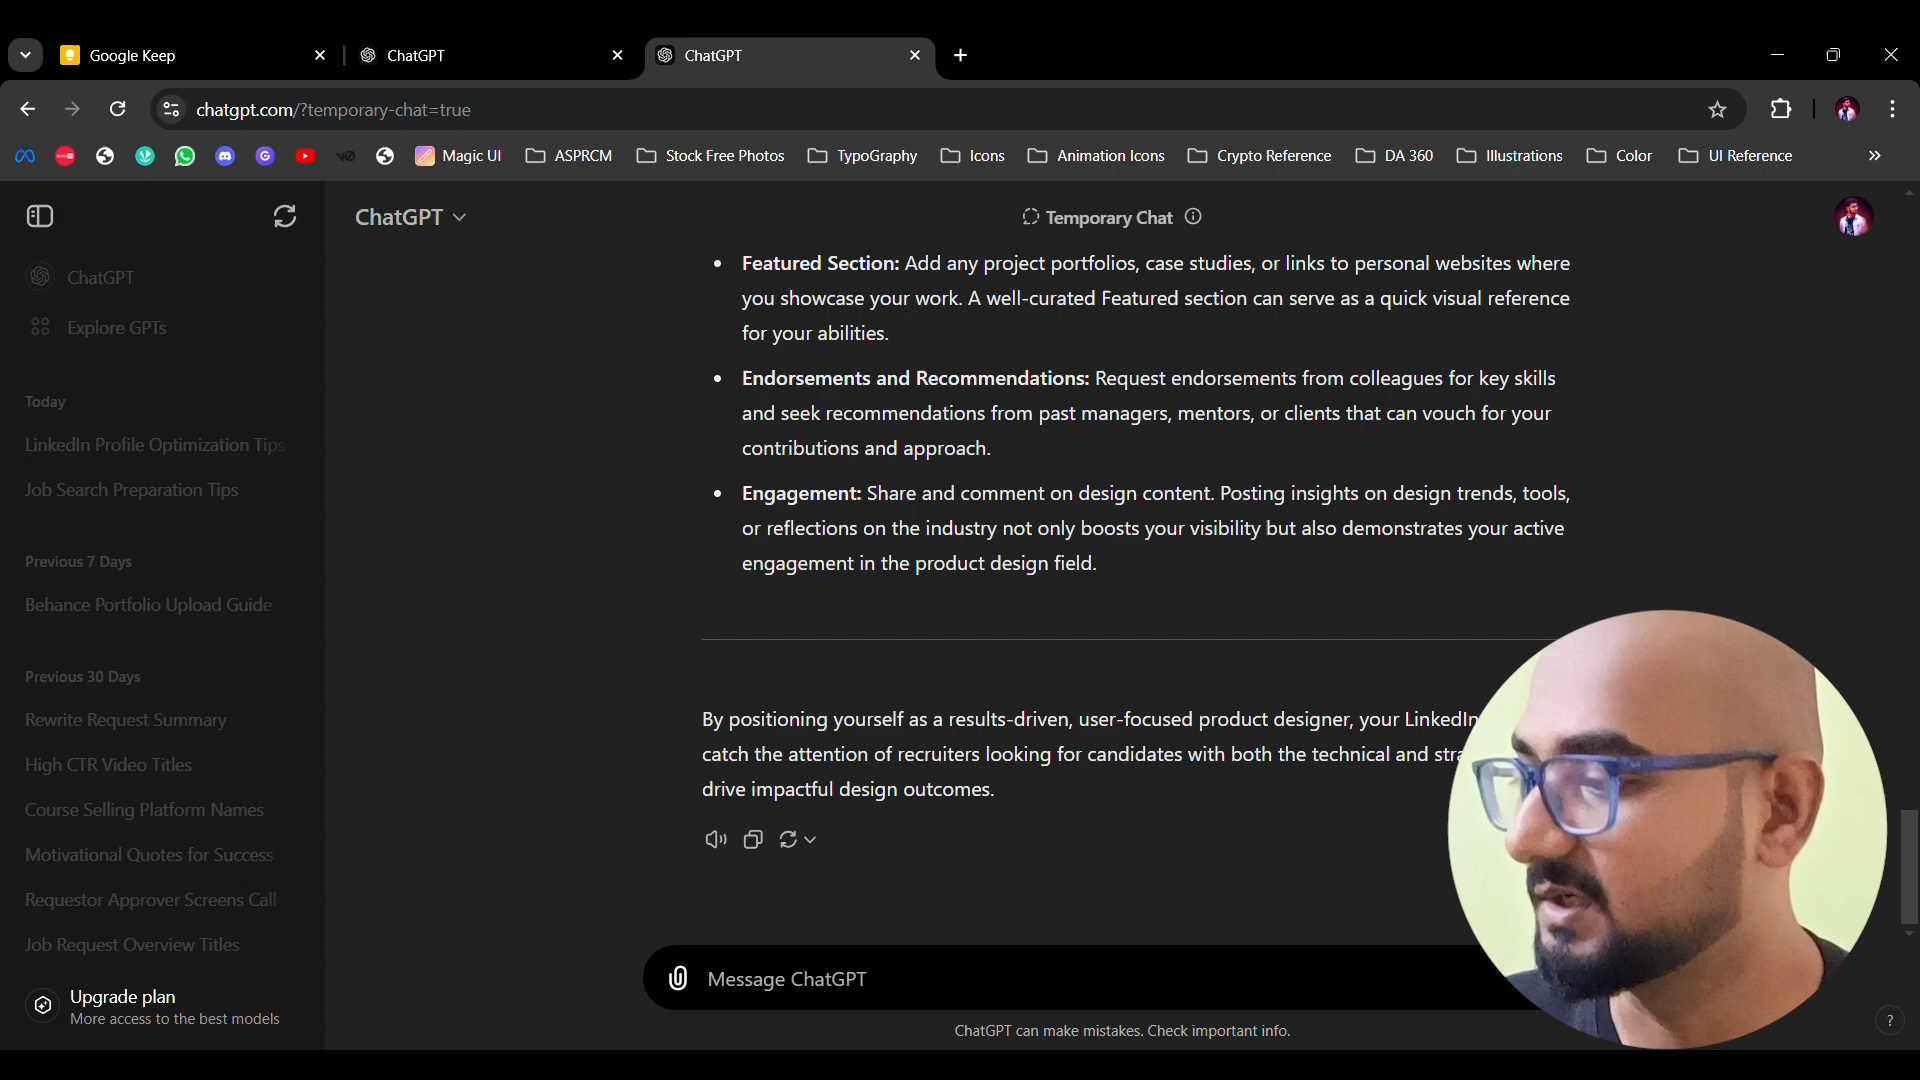 Google Keep
ChatGPT
ChatGPT
chatgpt.com/?temporary-chat=true
Magic UI
ASPRCM
Stock Free Photos
TypoGraphy
Icons
Animation Icons
Crypto Reference
DA 360
Illustrations
Color
UI Reference
ChatGPT
Temporary Chat
ChatGPT
Explore GPTs
Today
LinkedIn Profile Optimization Tips
Job Search Preparation Tips
Previous 7 Days
Behance Portfolio Upload Guide
Previous 30 Days
Rewrite Request Summary
High CTR Video Titles
Course Selling Platform Names
Motivational Quotes for Success
Requestor Approver Screens Call
Job Request Overview Titles
Upgrade plan
More access to the best models
• Featured Section: Add any project portfolios, case studies, or links to personal websites where
you showcase your work. A well-curated Featured section can serve as a quick visual reference
for your abilities.
• Endorsements and Recommendations: Request endorsements from colleagues for key skills
and seek recommendations from past managers, mentors, or clients that can vouch for your
contributions and approach.
• Engagement: Share and comment on design content. Posting insights on design trends, tools,
or reflections on the industry not only boosts your visibility but also demonstrates your active
engagement in the product design field.
By positioning yourself as a results-driven, user-focused product designer, your LinkedIn
catch the attention of recruiters looking for candidates with both the technical and
drive impactful design outcomes.
Message ChatGPT
ChatGPT can make mistakes. Check important info.
?